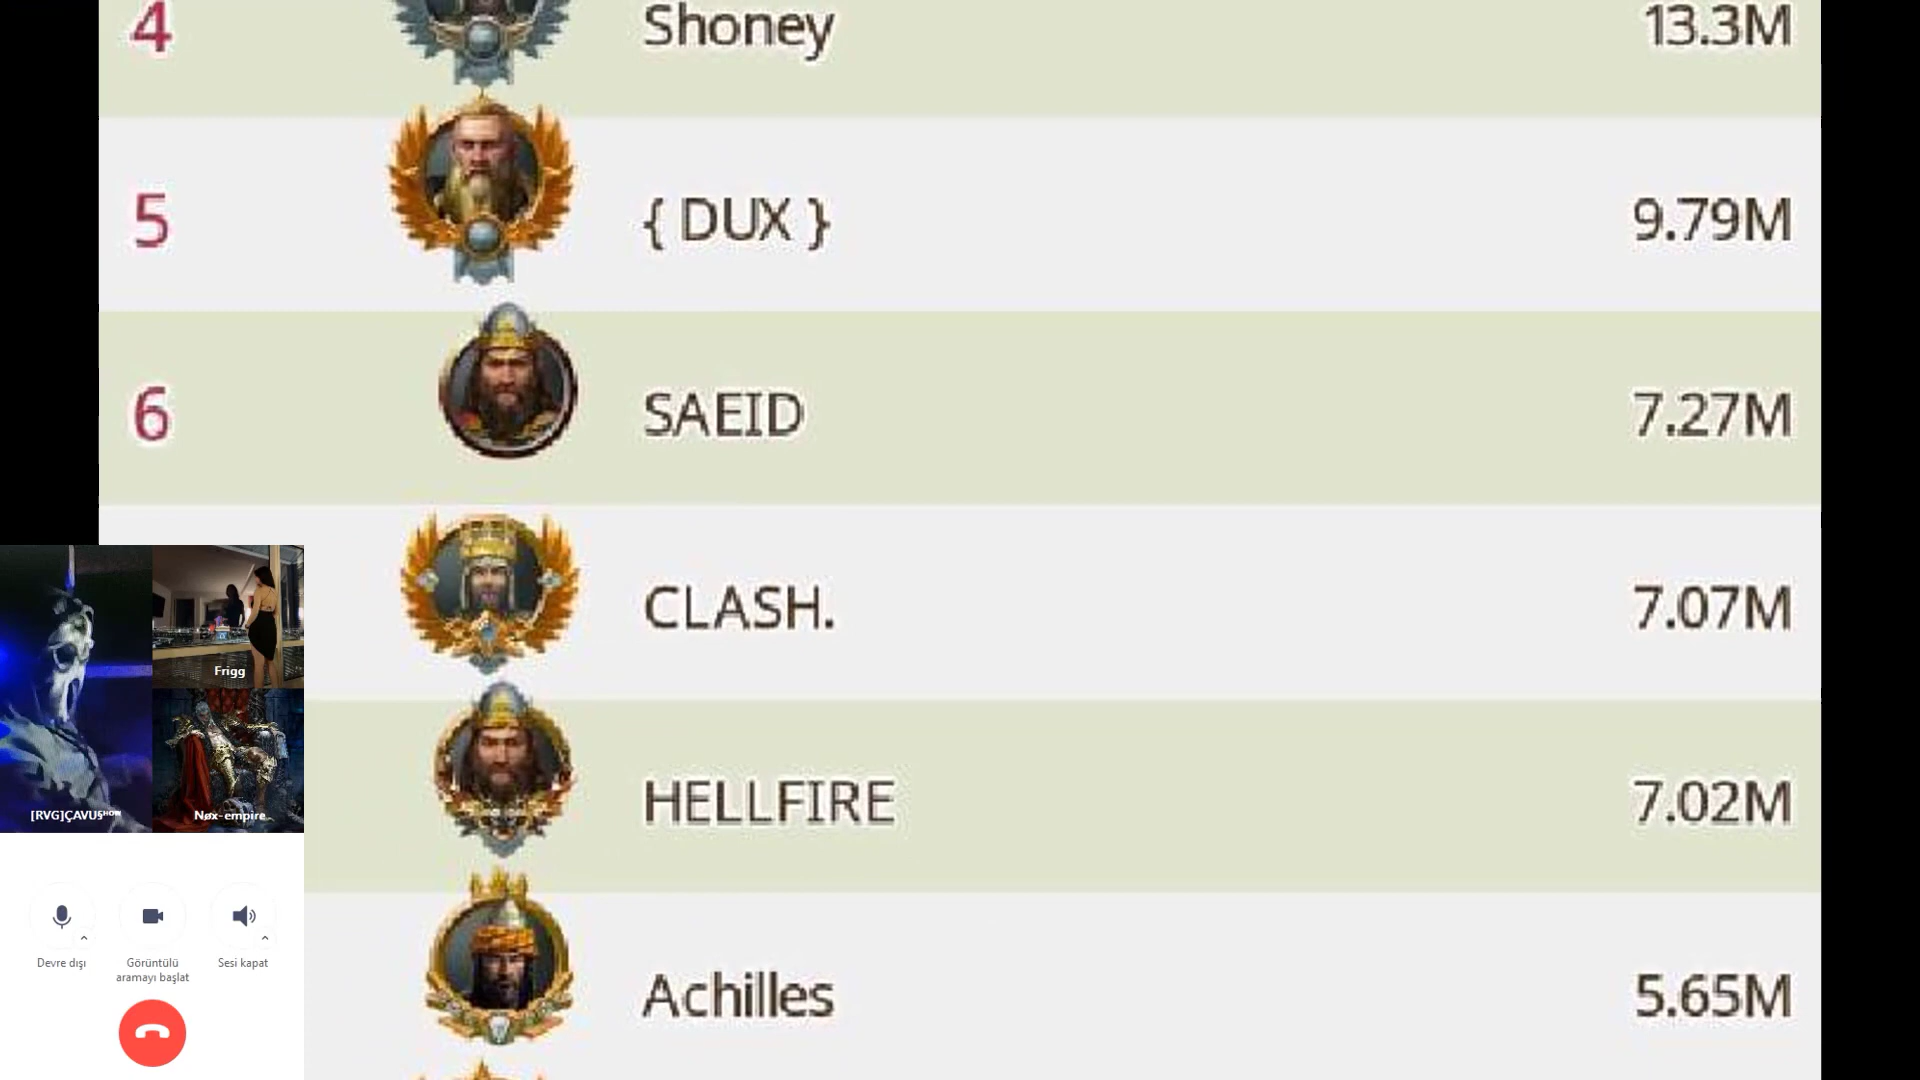 4 Shoney 13.3M
5 { DUX } 9.79M
6 SAEID 7.27M
CLASH. 7.07M
HELLFIRE 7.02M
Achilles 5.65M
Frigg
[RVG]ÇAVUŞᴴᴼᵂ
Nøx-empire
Devre dışı
Görüntülü
aramayı başlat
Sesi kapat